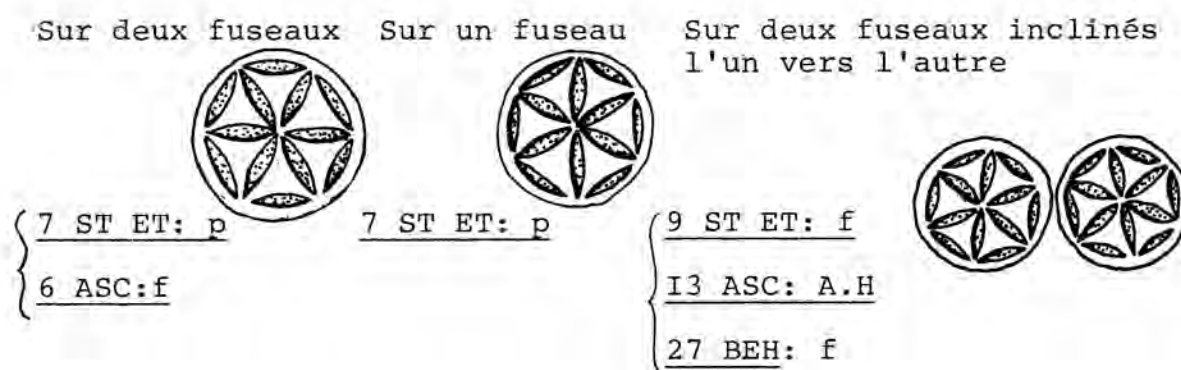 Sur deux fuseaux
Sur un fuseau
Sur deux fuseaux inclinés
l'un vers l'autre
7 ST ET: p
6 ASC:f
7 ST ET: p
9 ST ET: f
I3 ASC: A.H
27 BEH: f